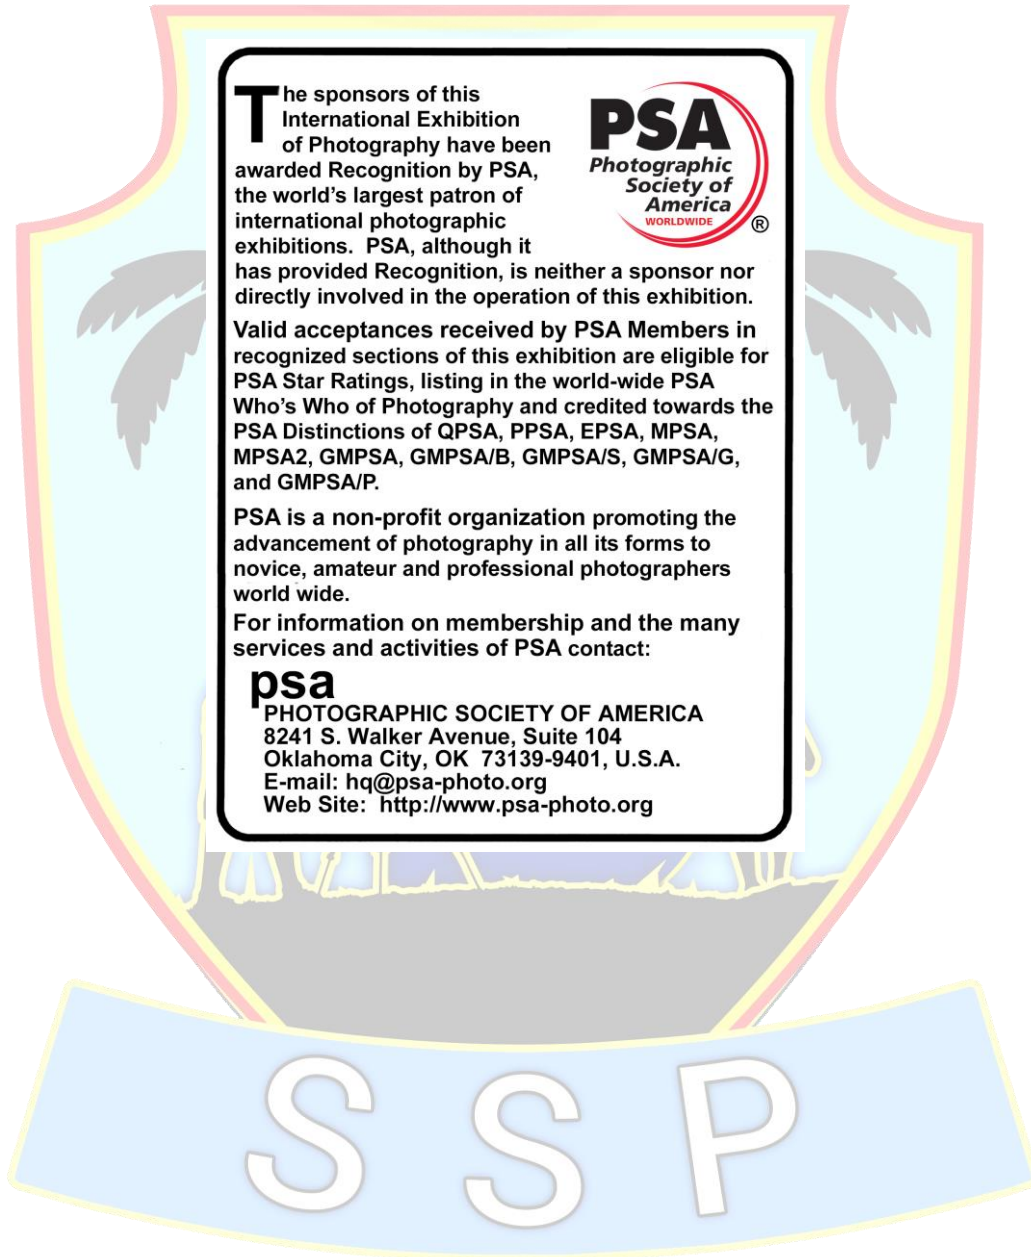 The sponsors of this
International Exhibition
of Photography have been
awarded Recognition by PSA,
the world's largest patron of
international photographic
exhibitions.  PSA, although it
has provided Recognition, is neither a sponsor nor
directly involved in the operation of this exhibition.
PSA
Photographic
Society of
America
WORLDWIDE
®
Valid acceptances received by PSA Members in
recognized sections of this exhibition are eligible for
PSA Star Ratings, listing in the world-wide PSA
Who's Who of Photography and credited towards the
PSA Distinctions of QPSA, PPSA, EPSA, MPSA,
MPSA2, GMPSA, GMPSA/B, GMPSA/S, GMPSA/G,
and GMPSA/P.
PSA is a non-profit organization promoting the
advancement of photography in all its forms to
novice, amateur and professional photographers
world wide.
For information on membership and the many
services and activities of PSA contact:
psa
PHOTOGRAPHIC SOCIETY OF AMERICA
8241 S. Walker Avenue, Suite 104
Oklahoma City, OK  73139-9401, U.S.A.
E-mail: hq@psa-photo.org
Web Site:  http://www.psa-photo.org
S S P